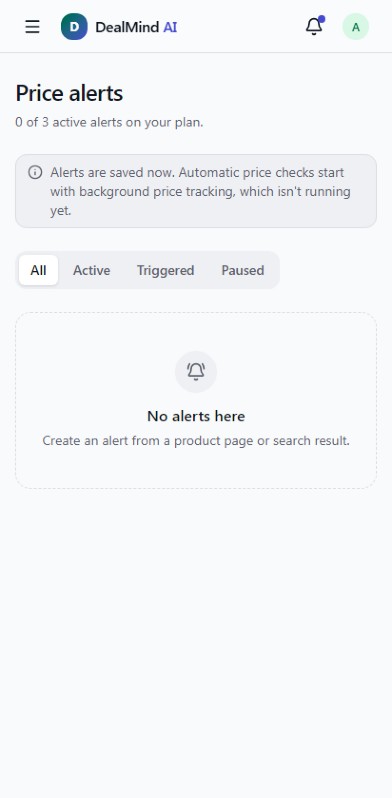 D DealMind AI
A
Price alerts
0 of 3 active alerts on your plan.
Alerts are saved now. Automatic price checks start
with background price tracking, which isn't running
yet.
All Active Triggered Paused
No alerts here
Create an alert from a product page or search result.